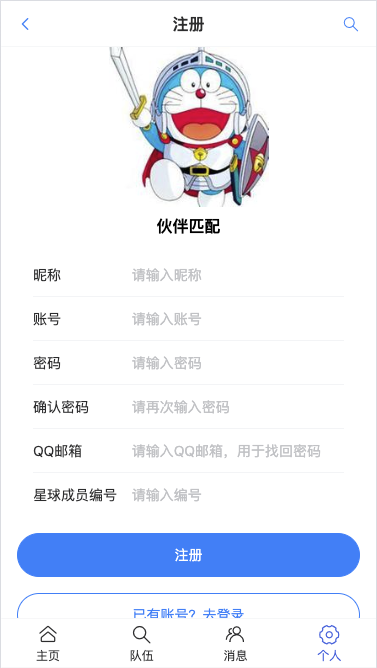 注册
伙伴匹配
昵称 请输入昵称
账号 请输入账号
密码 请输入密码
确认密码 请再次输入密码
QQ邮箱 请输入QQ邮箱，用于找回密码
星球成员编号 请输入编号
注册
已有账号？去登录
主页 队伍 消息 个人